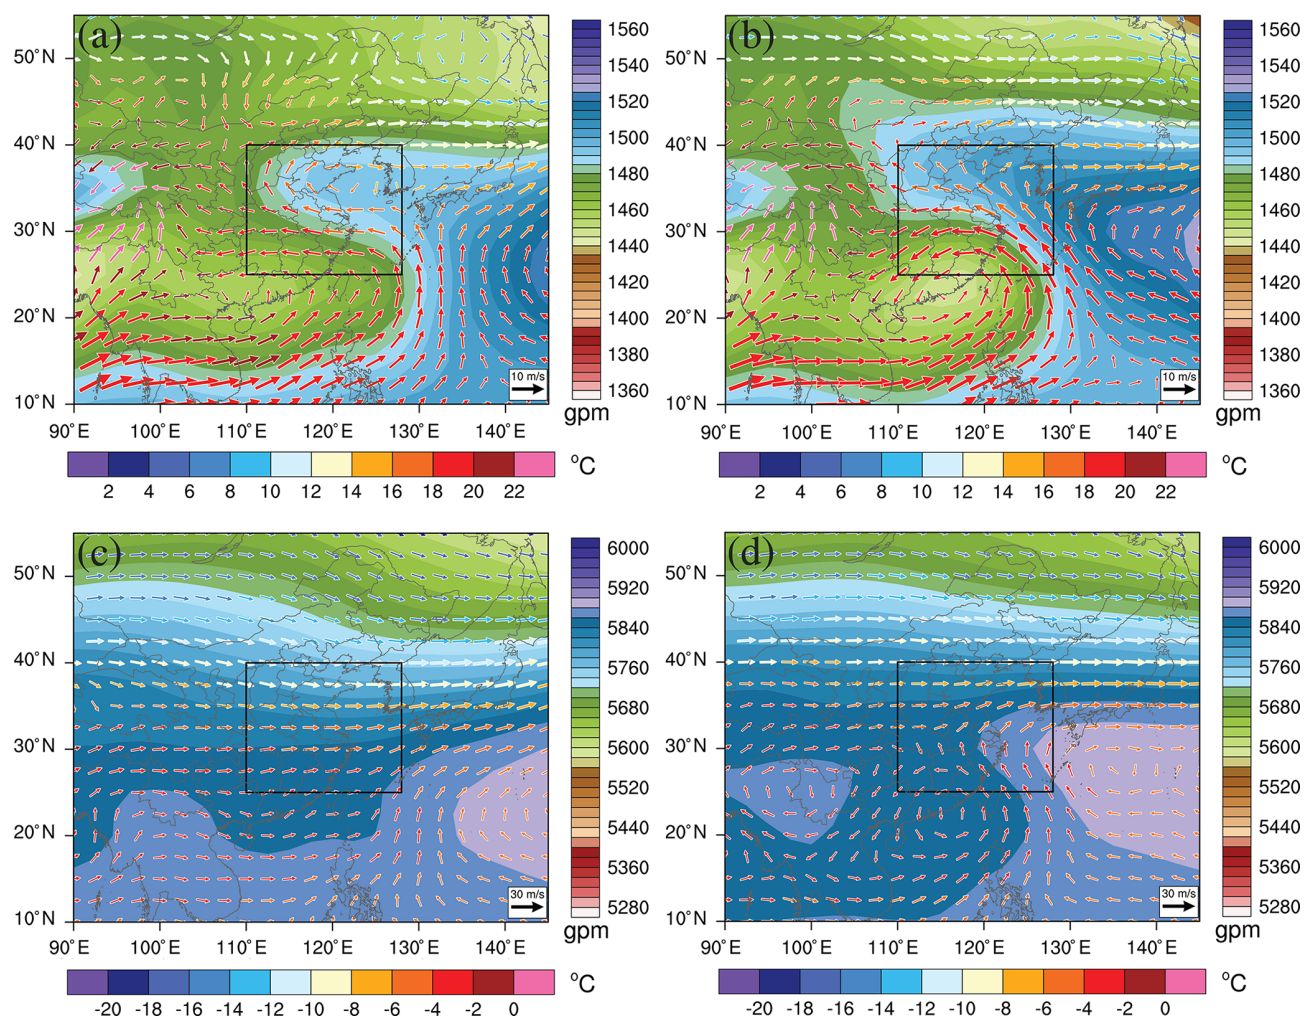 (a)
50°N
40°N
30°N
20°N
10°N
90°E 100°E 110°E 120°E 130°E 140°E
10 m/s
1560
1540
1520
1500
1480
1460
1440
1420
1400
1380
1360
gpm
2 4 6 8 10 12 14 16 18 20 22
°C
(b)
50°N
40°N
30°N
20°N
10°N
90°E 100°E 110°E 120°E 130°E 140°E
10 m/s
1560
1540
1520
1500
1480
1460
1440
1420
1400
1380
1360
gpm
2 4 6 8 10 12 14 16 18 20 22
°C
(c)
50°N
40°N
30°N
20°N
10°N
90°E 100°E 110°E 120°E 130°E 140°E
30 m/s
6000
5920
5840
5760
5680
5600
5520
5440
5360
5280
gpm
-20 -18 -16 -14 -12 -10 -8 -6 -4 -2 0
°C
(d)
50°N
40°N
30°N
20°N
10°N
90°E 100°E 110°E 120°E 130°E 140°E
30 m/s
6000
5920
5840
5760
5680
5600
5520
5440
5360
5280
gpm
-20 -18 -16 -14 -12 -10 -8 -6 -4 -2 0
°C